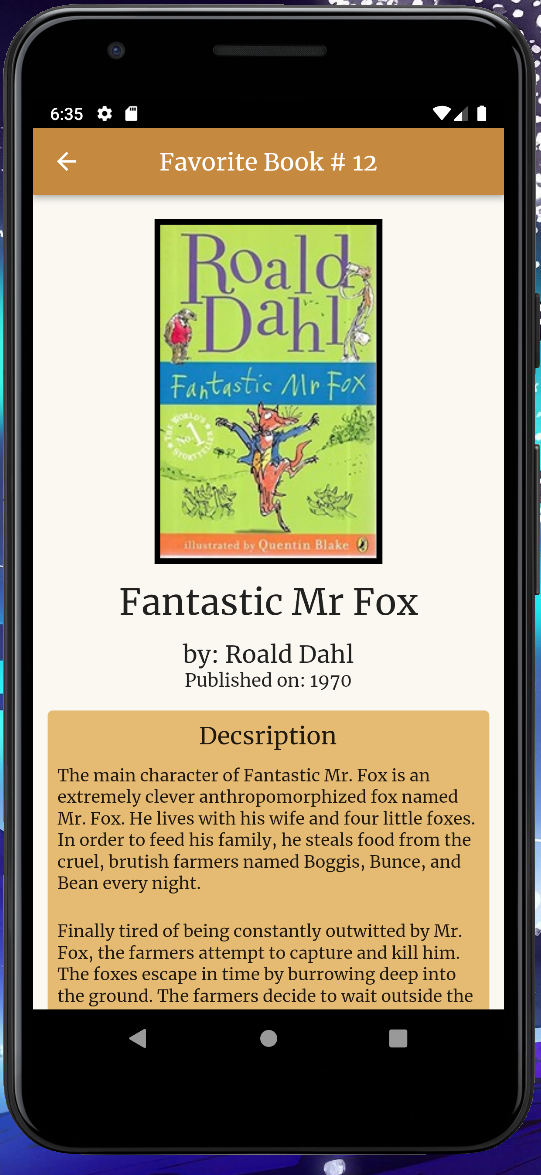 6:35
Favorite Book # 12
Roald
Dahl
Fantastic Mr Fox
THE WORLD'S
No.1
STORYTELLER
illustrated by Quentin Blake
Fantastic Mr Fox
by: Roald Dahl
Published on: 1970
Decsription
The main character of Fantastic Mr. Fox is an
extremely clever anthropomorphized fox named
Mr. Fox. He lives with his wife and four little foxes.
In order to feed his family, he steals food from the
cruel, brutish farmers named Boggis, Bunce, and
Bean every night.
Finally tired of being constantly outwitted by Mr.
Fox, the farmers attempt to capture and kill him.
The foxes escape in time by burrowing deep into
the ground. The farmers decide to wait outside the